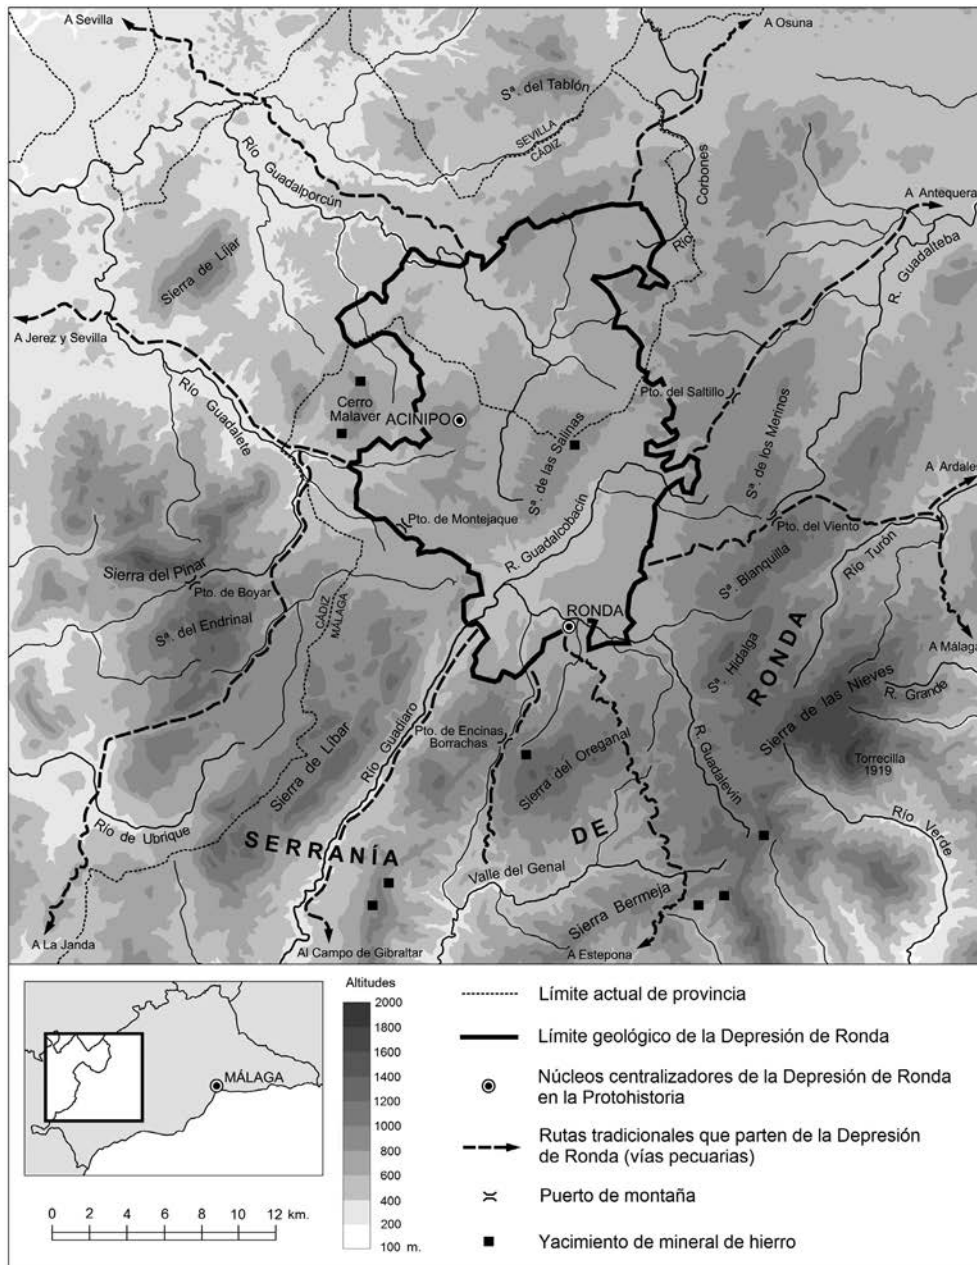 A Sevilla
A Osuna
Sª. del Tablón
SEVILLA
CÁDIZ
Río Guadalporcún
Río Corbones
A Antequera
R. Guadalteba
Sierra de Líjar
A Jerez y Sevilla
Río Guadalete
Pto. del Saltillo
Cerro
Malaver
ACINIPO
Sª. de las Salinas
Sª. de los Merinos
A Ardales
Pto. de Montejaque
Pto. del Viento
R. Guadalcobacín
Río Turón
Sierra del Pinar
Pto. de Boyar
Sª. Blanquilla
CÁDIZ
MÁLAGA
Sª. del Endrinal
RONDA
A Málaga
Sª. Hidalga
RONDA
R. Grande
Sierra de las Nieves
Río Guadiaro
Pto. de Encinas
Borrachas
R. Guadalevín
Sierra de Líbar
Sierra del Oreganal
Torrecilla
1919
Río de Ubrique
SERRANÍA
DE
Río Verde
Valle del Genal
Sierra Bermeja
A La Janda
Al Campo de Gibraltar
A Estepona
Altitudes
2000
1800
1600
1400
1200
1000
800
600
400
200
100 m.
MÁLAGA
0 2 4 6 8 10 12 km.
Límite actual de provincia
Límite geológico de la Depresión de Ronda
Núcleos centralizadores de la Depresión de Ronda
en la Protohistoria
Rutas tradicionales que parten de la Depresión
de Ronda (vías pecuarias)
Puerto de montaña
Yacimiento de mineral de hierro